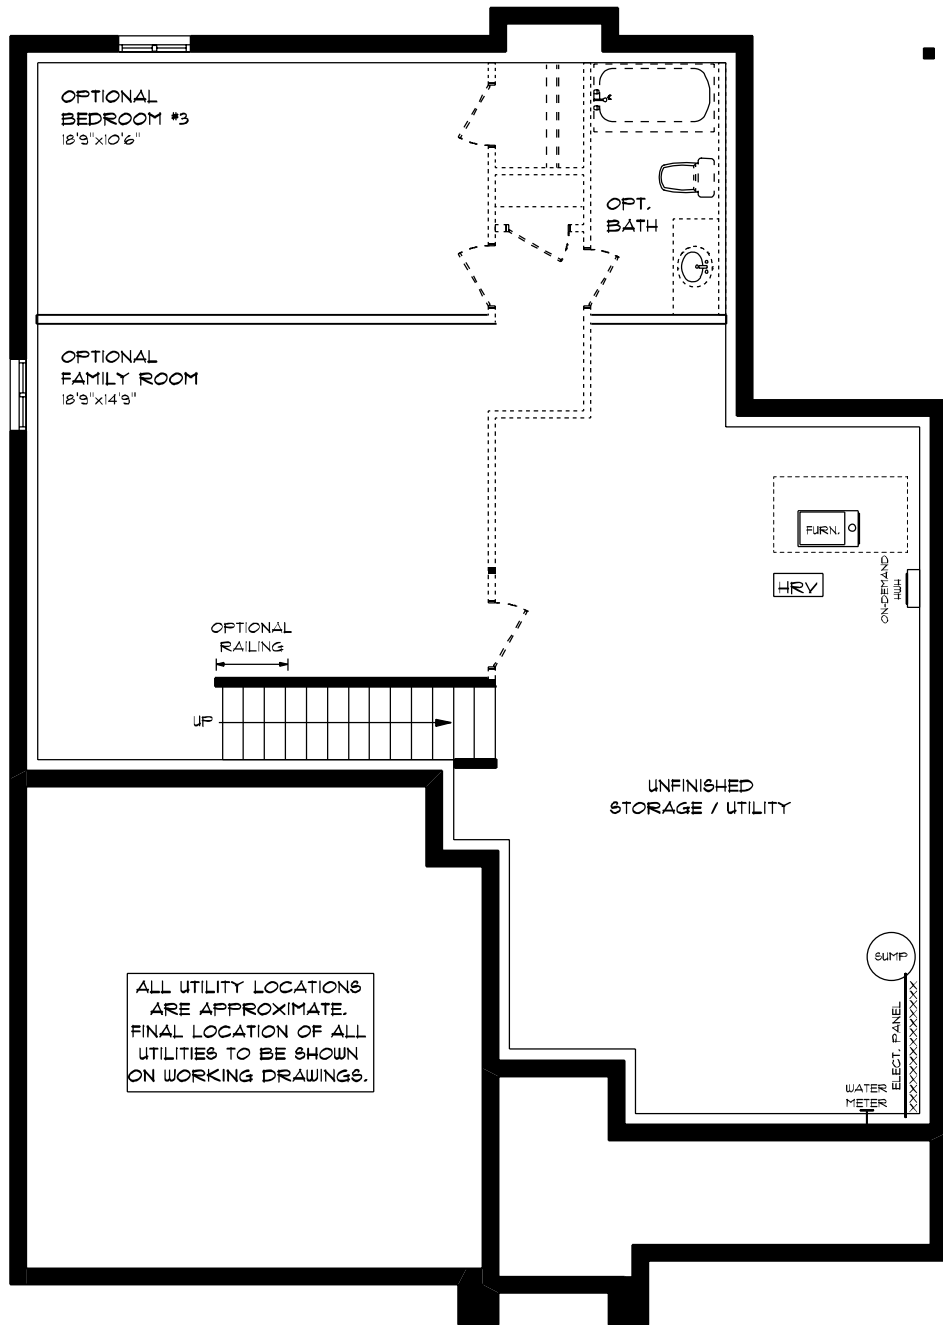 OPTIONAL
BEDROOM #3
18'9"x10'6"
OPT.
BATH
OPTIONAL
FAMILY ROOM
18'9"x14'9"
FURN.
HRV
ON-DEMAND
HWH
OPTIONAL
RAILING
UP
UNFINISHED
STORAGE / UTILITY
SUMP
ELECT. PANEL
WATER
METER
ALL UTILITY LOCATIONS
ARE APPROXIMATE.
FINAL LOCATION OF ALL
UTILITIES TO BE SHOWN
ON WORKING DRAWINGS.